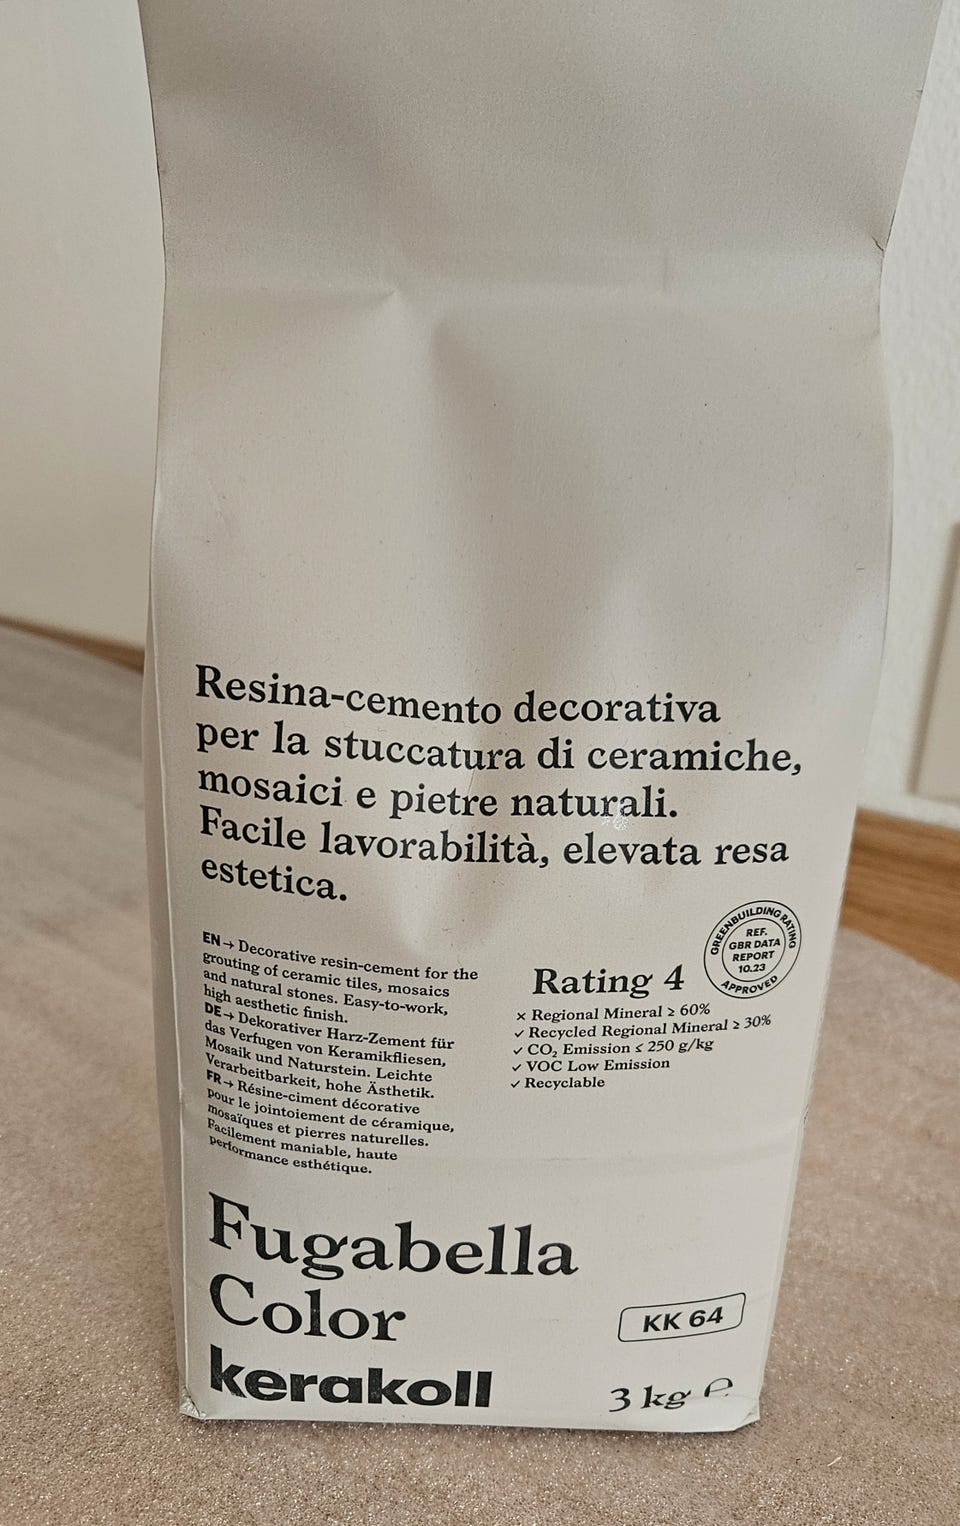 Resina-cemento decorativa
per la stuccatura di ceramiche,
mosaici e pietre naturali.
Facile lavorabilità, elevata resa
estetica.
EN→ Decorative resin-cement for the
grouting of ceramic tiles, mosaics
and natural stones. Easy-to-work,
high aesthetic finish.
DE→ Dekorativer Harz-Zement für
das Verfugen von Keramikfliesen,
Mosaik und Naturstein. Leichte
Verarbeitbarkeit, hohe Ästhetik.
FR→ Résine-ciment décorative
pour le jointoiement de céramique,
mosaïques et pierres naturelles.
Facilement maniable, haute
performance esthétique.
GREENBUILDING RATING
REF.
GBR DATA
REPORT
10.23
APPROVED
Rating 4
× Regional Mineral ≥ 60%
✓ Recycled Regional Mineral ≥ 30%
✓ CO₂ Emission ≤ 250 g/kg
✓ VOC Low Emission
✓ Recyclable
Fugabella
Color
KK 64
kerakoll
3 kg ℮